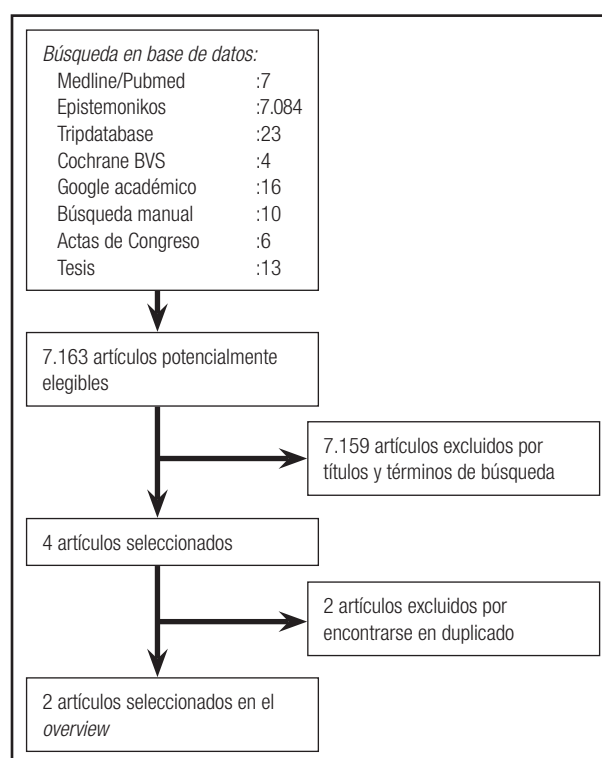 Búsqueda en base de datos:
Medline/Pubmed :7
Epistemonikos :7.084
Tripdatabase :23
Cochrane BVS :4
Google académico :16
Búsqueda manual :10
Actas de Congreso :6
Tesis :13
7.163 artículos potencialmente
elegibles
7.159 artículos excluidos por
títulos y términos de búsqueda
4 artículos seleccionados
2 artículos excluidos por
encontrarse en duplicado
2 artículos seleccionados en el
overview